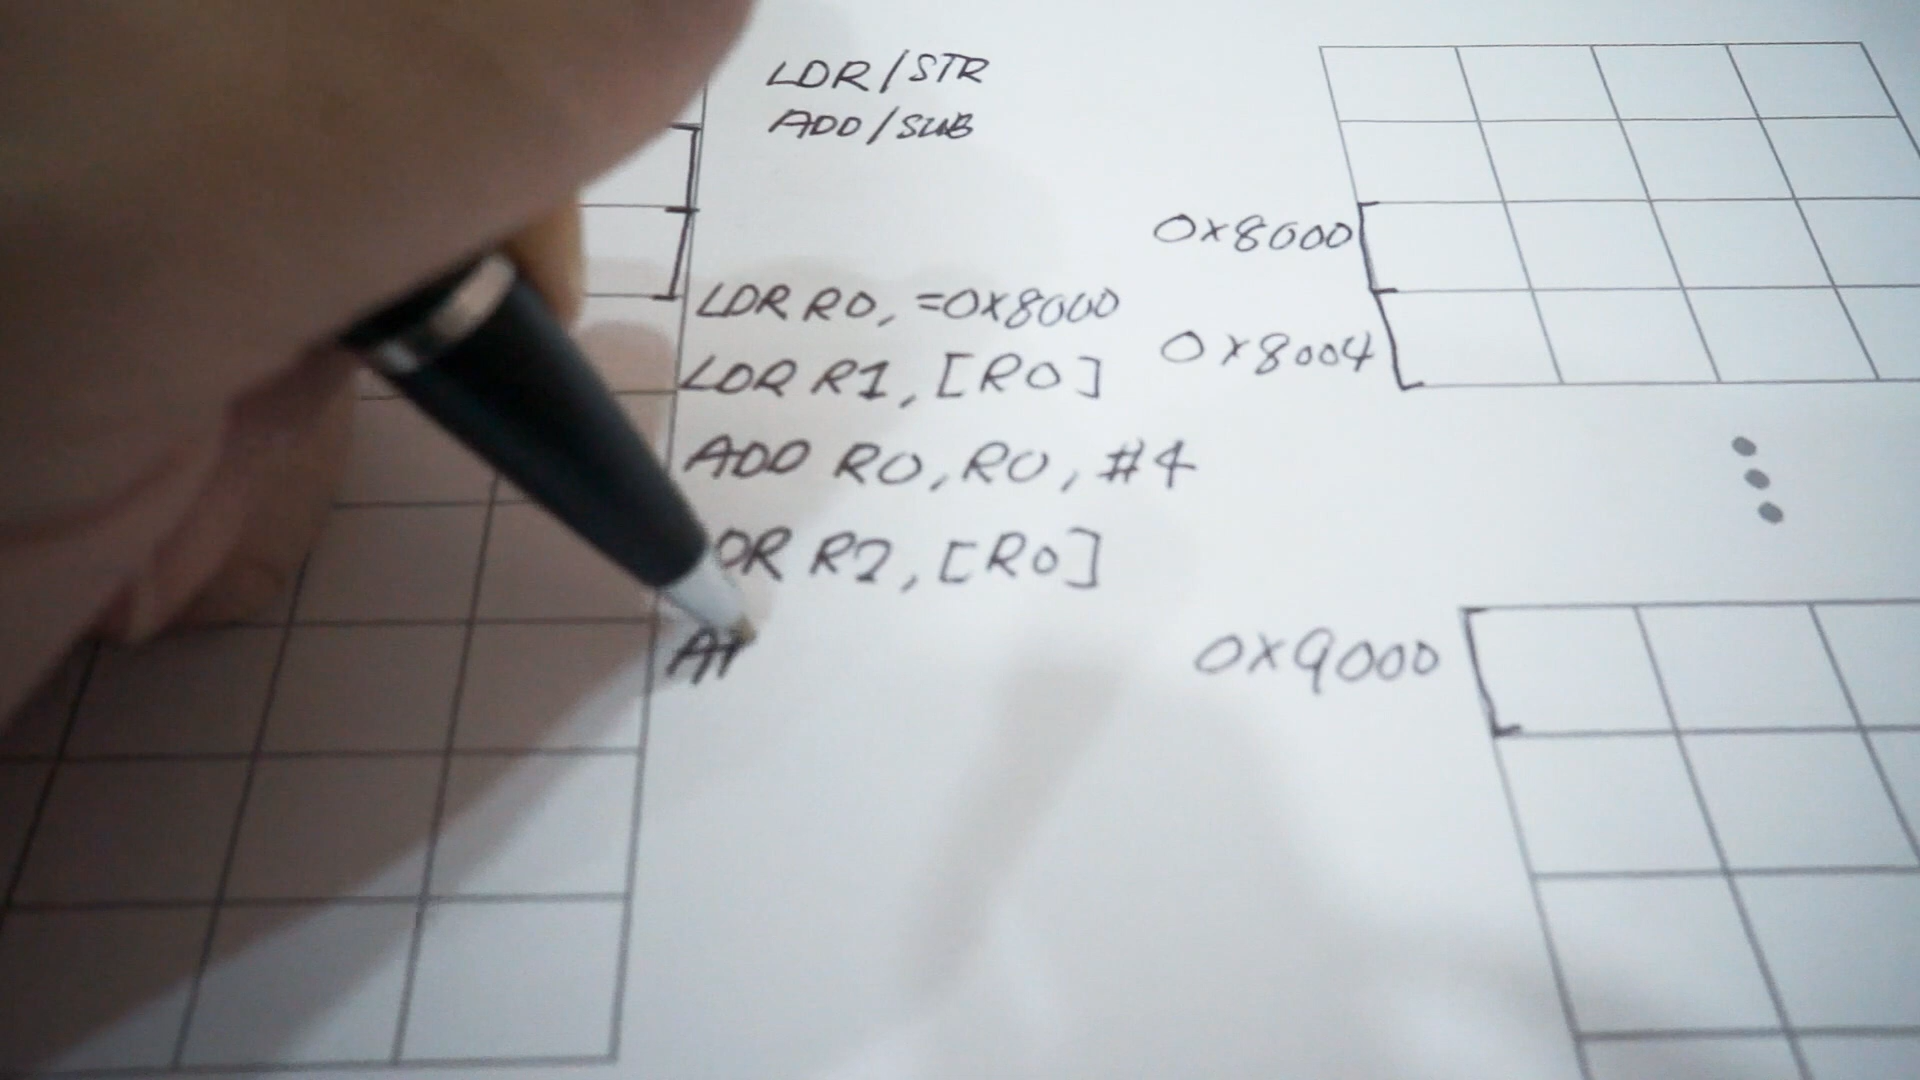 LDR/STR
ADD/SUB
LDR R0, =0x8000
LDR R1, [R0]
ADD R0, R0, #4
DR R2, [R0]
0x8000
0x8004
0x9000